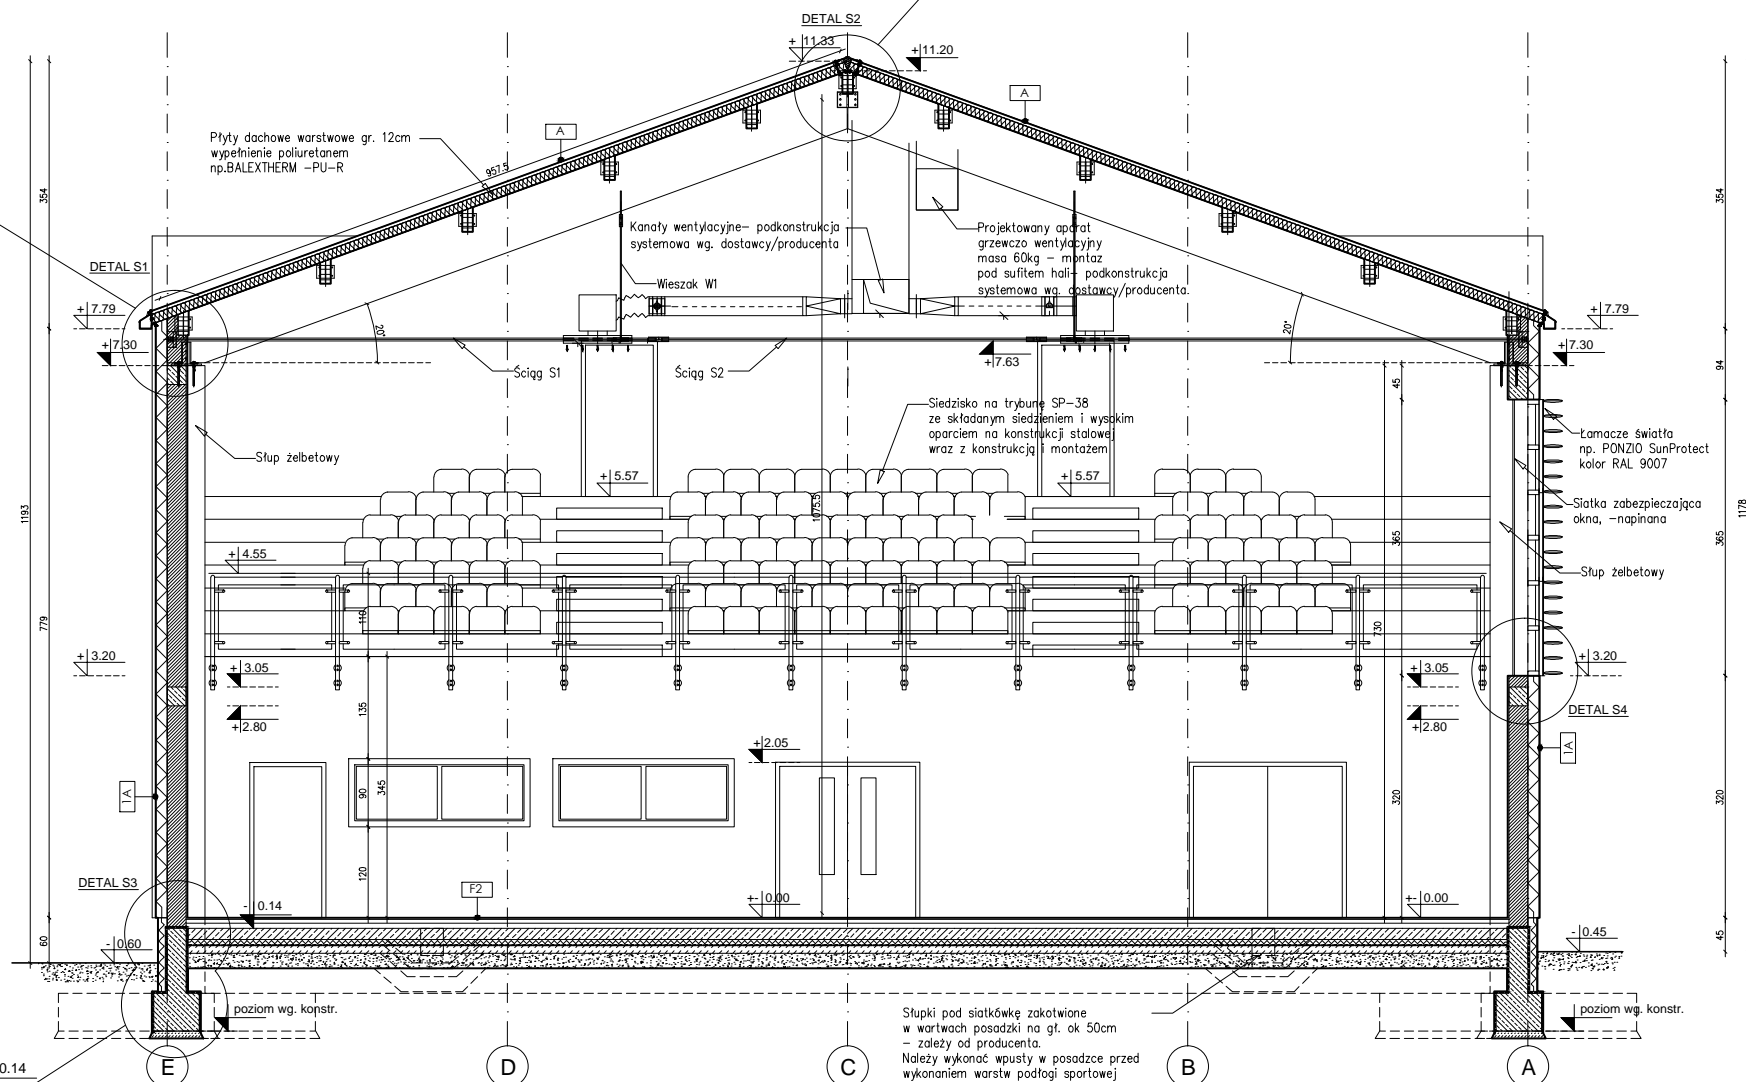 DETAL S2
+ 11.33
+ 11.20
A
A
Płyty dachowe warstwowe gr. 12cm
wypełnienie poliuretanem
np.BALEXTHERM -PU-R
957.5
354
354
Kanały wentylacyjne- podkonstrukcja
systemowa wg. dostawcy/producenta
Projektowany aparat
grzewczo wentylacyjny
masa 60kg - montaz
pod sufitem hali- podkonstrukcja
systemowa wg. dostawcy/producenta.
DETAL S1
Wieszak W1
+ 7.79
+ 7.79
20°
20°
+ 7.30
+ 7.30
+ 7.63
Ściąg S1
Ściąg S2
94
45
Siedzisko na trybunę SP-38
ze składanym siedzieniem i wysokim
oparciem na konstrukcji stalowej
wraz z konstrukcją i montażem
Słup żelbetowy
Łamacze światła
np. PONZIO SunProtect
kolor RAL 9007
+ 5.57
+ 5.57
Siatka zabezpieczająca
okna, -napinana
1193
1075.5
1178
365
365
+ 4.55
Słup żelbetowy
779
110
730
+ 3.20
+ 3.05
+ 3.05
+ 3.20
135
+ 2.80
+ 2.80
DETAL S4
+ 2.05
1A
1A
90
345
320
320
120
DETAL S3
F2
- 0.14
+- 0.00
+- 0.00
60
- 0.60
- 0.45
45
poziom wg. konstr.
poziom wg. konstr.
Słupki pod siatkówkę zakotwione
w wartwach posadzki na gł. ok 50cm
- zależy od producenta.
Należy wykonać wpusty w posadzce przed
wykonaniem warstw podłogi sportowej
0.14
E
D
C
B
A